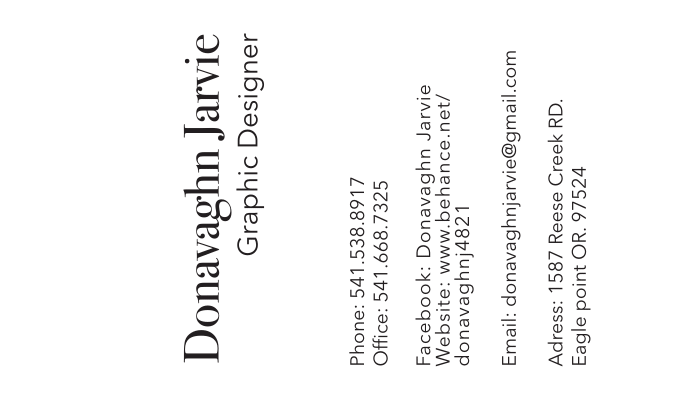 Donavaghn Jarvie
Graphic Designer
Phone: 541.538.8917
Office: 541.668.7325
Facebook: Donavaghn Jarvie
Website: www.behance.net/
donavaghnj4821
Email: donavaghnjarvie@gmail.com
Adress: 1587 Reese Creek RD.
Eagle point OR. 97524